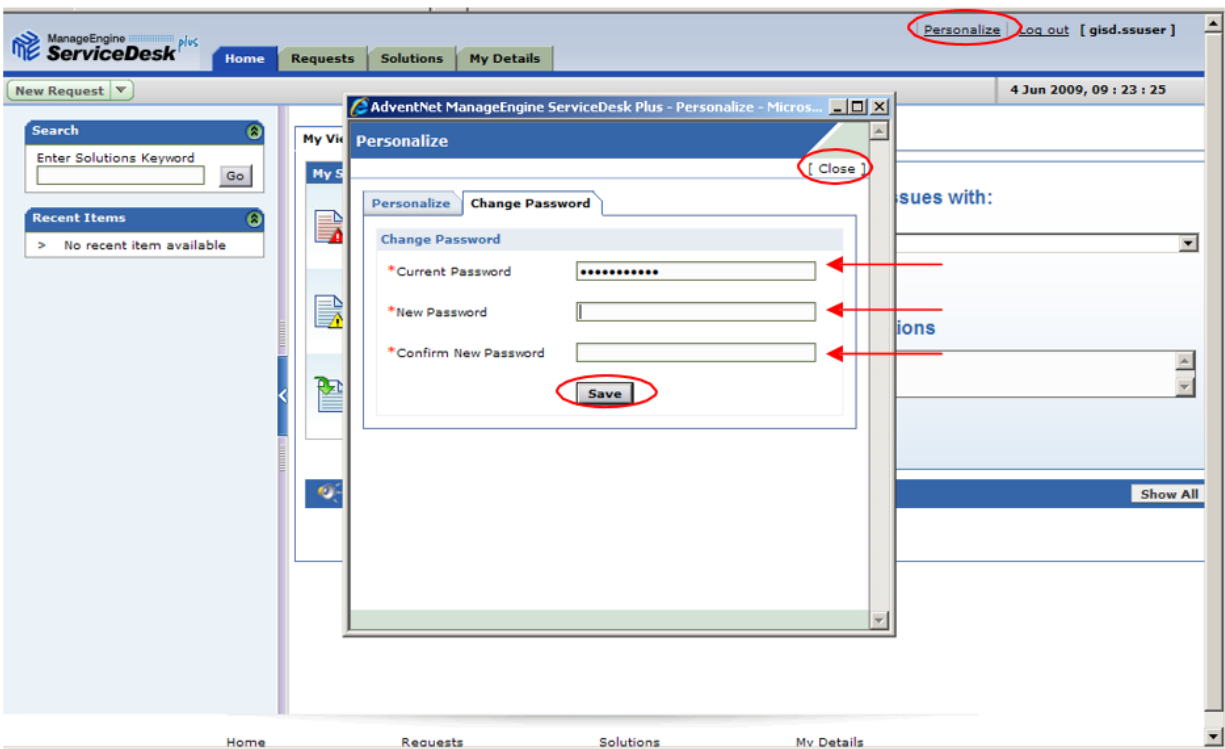 Personalize | Log out [ gisd.ssuser ]
ManageEngine
ServiceDesk plus
Home Requests Solutions My Details
New Request
4 Jun 2009, 09 : 23 : 25
AdventNet ManageEngine ServiceDesk Plus - Personalize - Micros...
Search
Enter Solutions Keyword
Go
Recent Items
> No recent item available
My
My S
Personalize
[ Close ]
Personalize Change Password
Change Password
*Current Password
*New Password
*Confirm New Password
Save
with:
Show All
Home Requests Solutions My Details